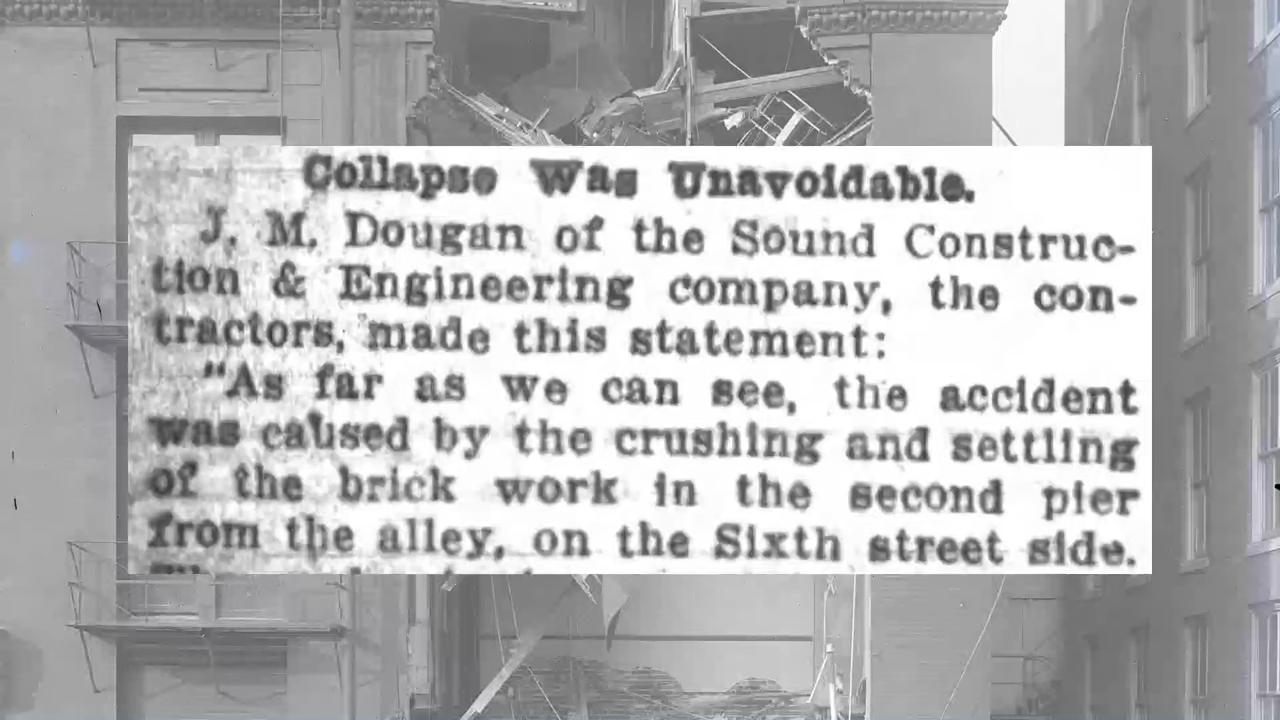 Collapse Was Unavoidable.
J. M. Dougan of the Sound Construc-
tion & Engineering company, the con-
tractors, made this statement:
"As far as we can see, the accident
was caused by the crushing and settling
of the brick work in the second pier
from the alley, on the Sixth street side.